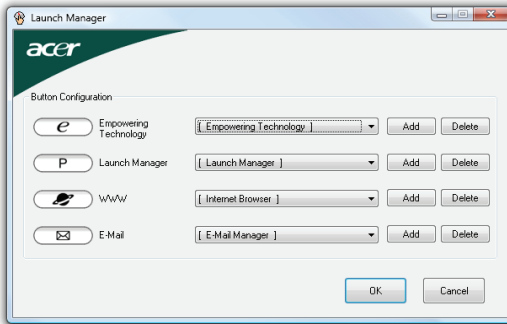 Launch Manager
acer
Button Configuration
e Empowering Technology [ Empowering Technology ] Add Delete
P Launch Manager [ Launch Manager ] Add Delete
WWW [ Internet Browser ] Add Delete
E-Mail [ E-Mail Manager ] Add Delete
OK Cancel